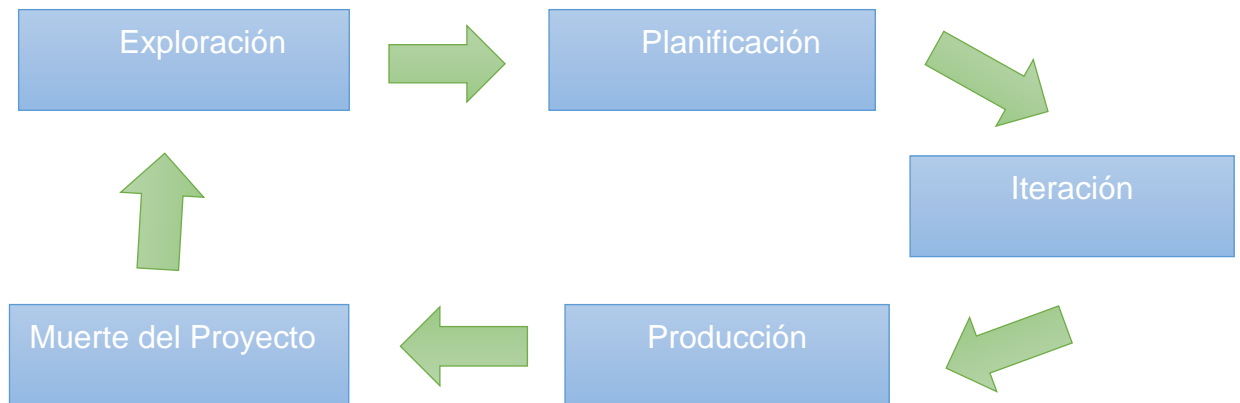 Exploración
Planificación
Iteración
Producción
Muerte del Proyecto